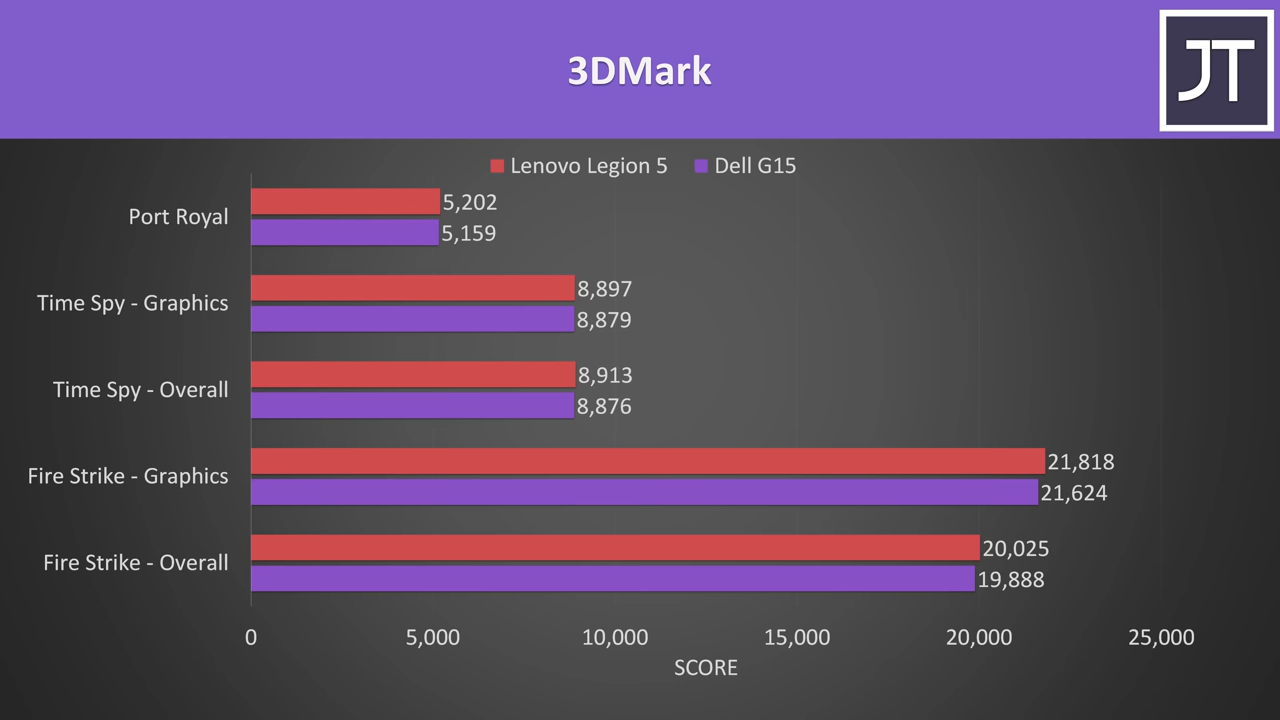 3DMark
JT
Lenovo Legion 5 Dell G15
Port Royal
5,202
5,159
Time Spy - Graphics
8,897
8,879
Time Spy - Overall
8,913
8,876
Fire Strike - Graphics
21,818
21,624
Fire Strike - Overall
20,025
19,888
0 5,000 10,000 15,000 20,000 25,000
SCORE